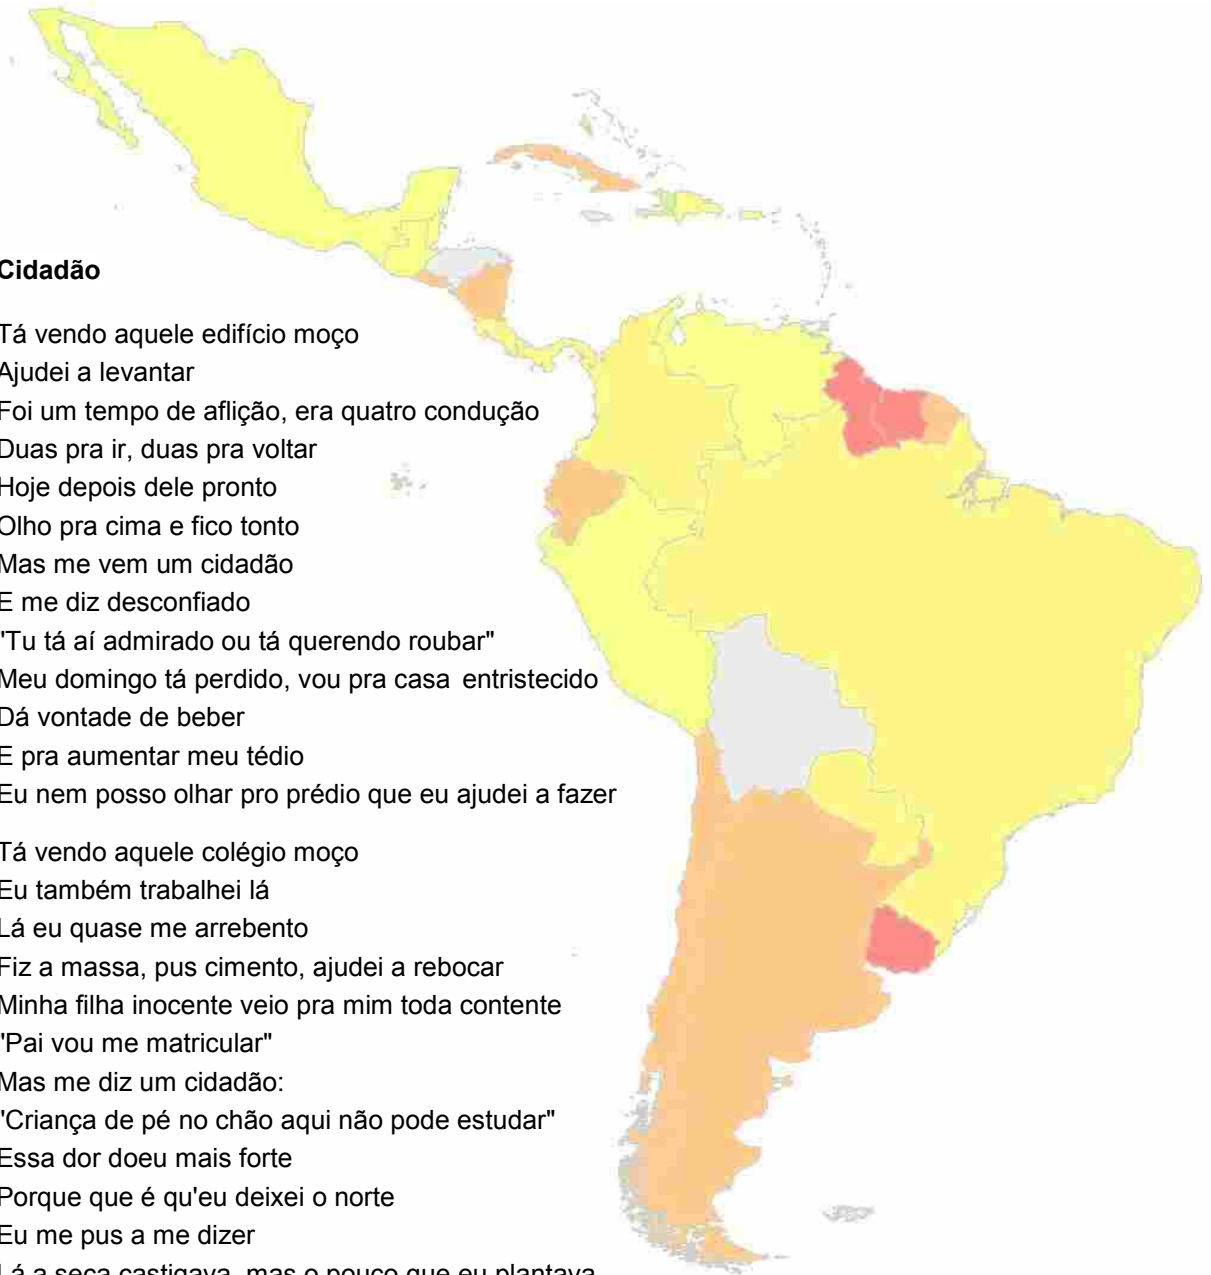 Cidadão
Tá vendo aquele edifício moço
Ajudei a levantar
Foi um tempo de aflição, era quatro condução
Duas pra ir, duas pra voltar
Hoje depois dele pronto
Olho pra cima e fico tonto
Mas me vem um cidadão
E me diz desconfiado
"Tu tá aí admirado ou tá querendo roubar"
Meu domingo tá perdido, vou pra casa entristecido
Dá vontade de beber
E pra aumentar meu tédio
Eu nem posso olhar pro prédio que eu ajudei a fazer
Tá vendo aquele colégio moço
Eu também trabalhei lá
Lá eu quase me arrebento
Fiz a massa, pus cimento, ajudei a rebocar
Minha filha inocente veio pra mim toda contente
"Pai vou me matricular"
Mas me diz um cidadão:
"Criança de pé no chão aqui não pode estudar"
Essa dor doeu mais forte
Porque que é qu'eu deixei o norte
Eu me pus a me dizer
Lá a seca castigava, mas o pouco que eu plantava